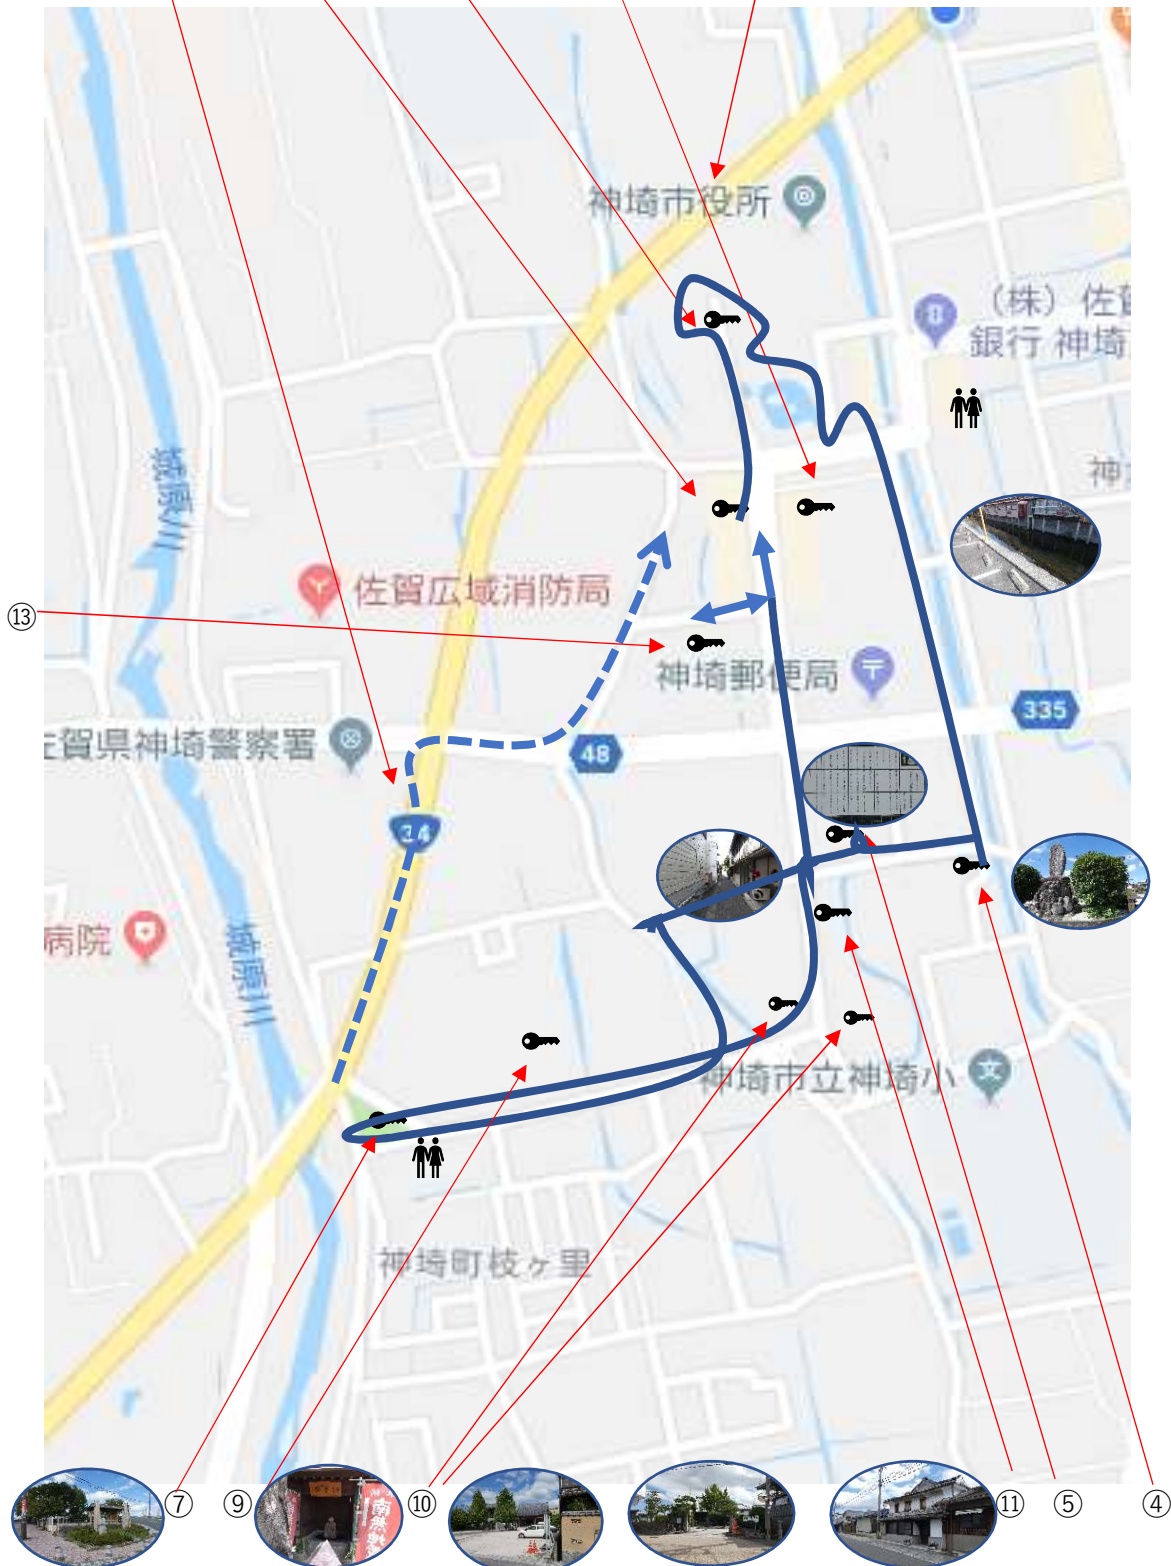 神埼市役所
(株) 佐賀
銀行 神埼
神埼
城原川
佐賀広域消防局
⑬
神埼郵便局
335
佐賀県神埼警察署
48
34
病院
城原川
神埼市立神埼小
神埼町枝ヶ里
⑦
⑨
⑩
⑪
⑤
④